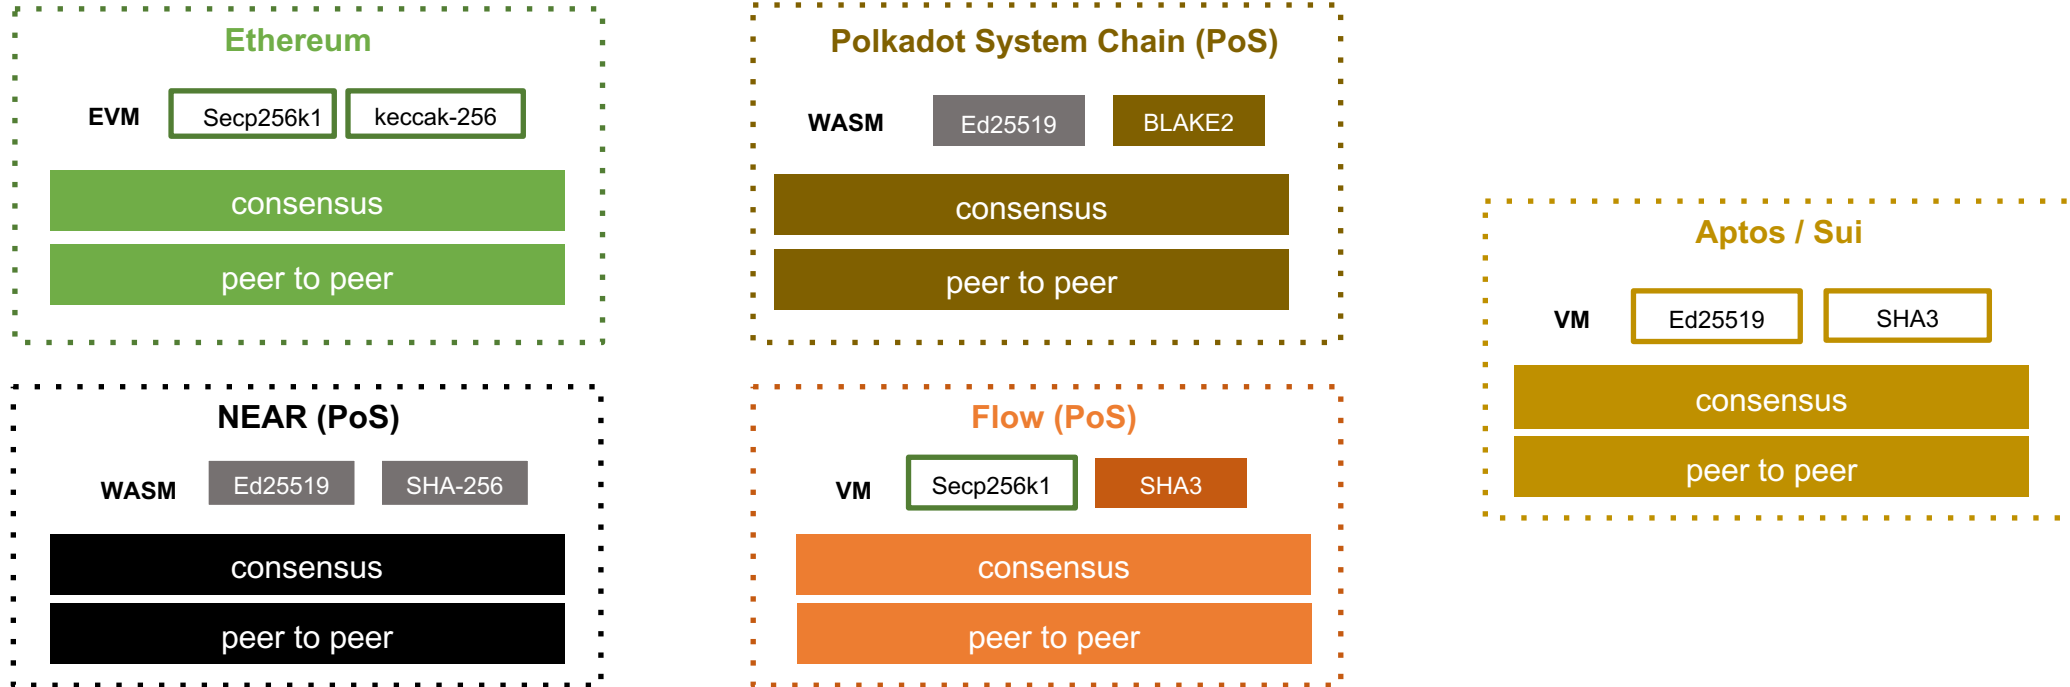 Ethereum
EVM Secp256k1 keccak-256
consensus
peer to peer
Polkadot System Chain (PoS)
WASM Ed25519 BLAKE2
consensus
peer to peer
NEAR (PoS)
WASM Ed25519 SHA-256
consensus
peer to peer
Flow (PoS)
VM Secp256k1 SHA3
consensus
peer to peer
Aptos / Sui
VM Ed25519 SHA3
consensus
peer to peer